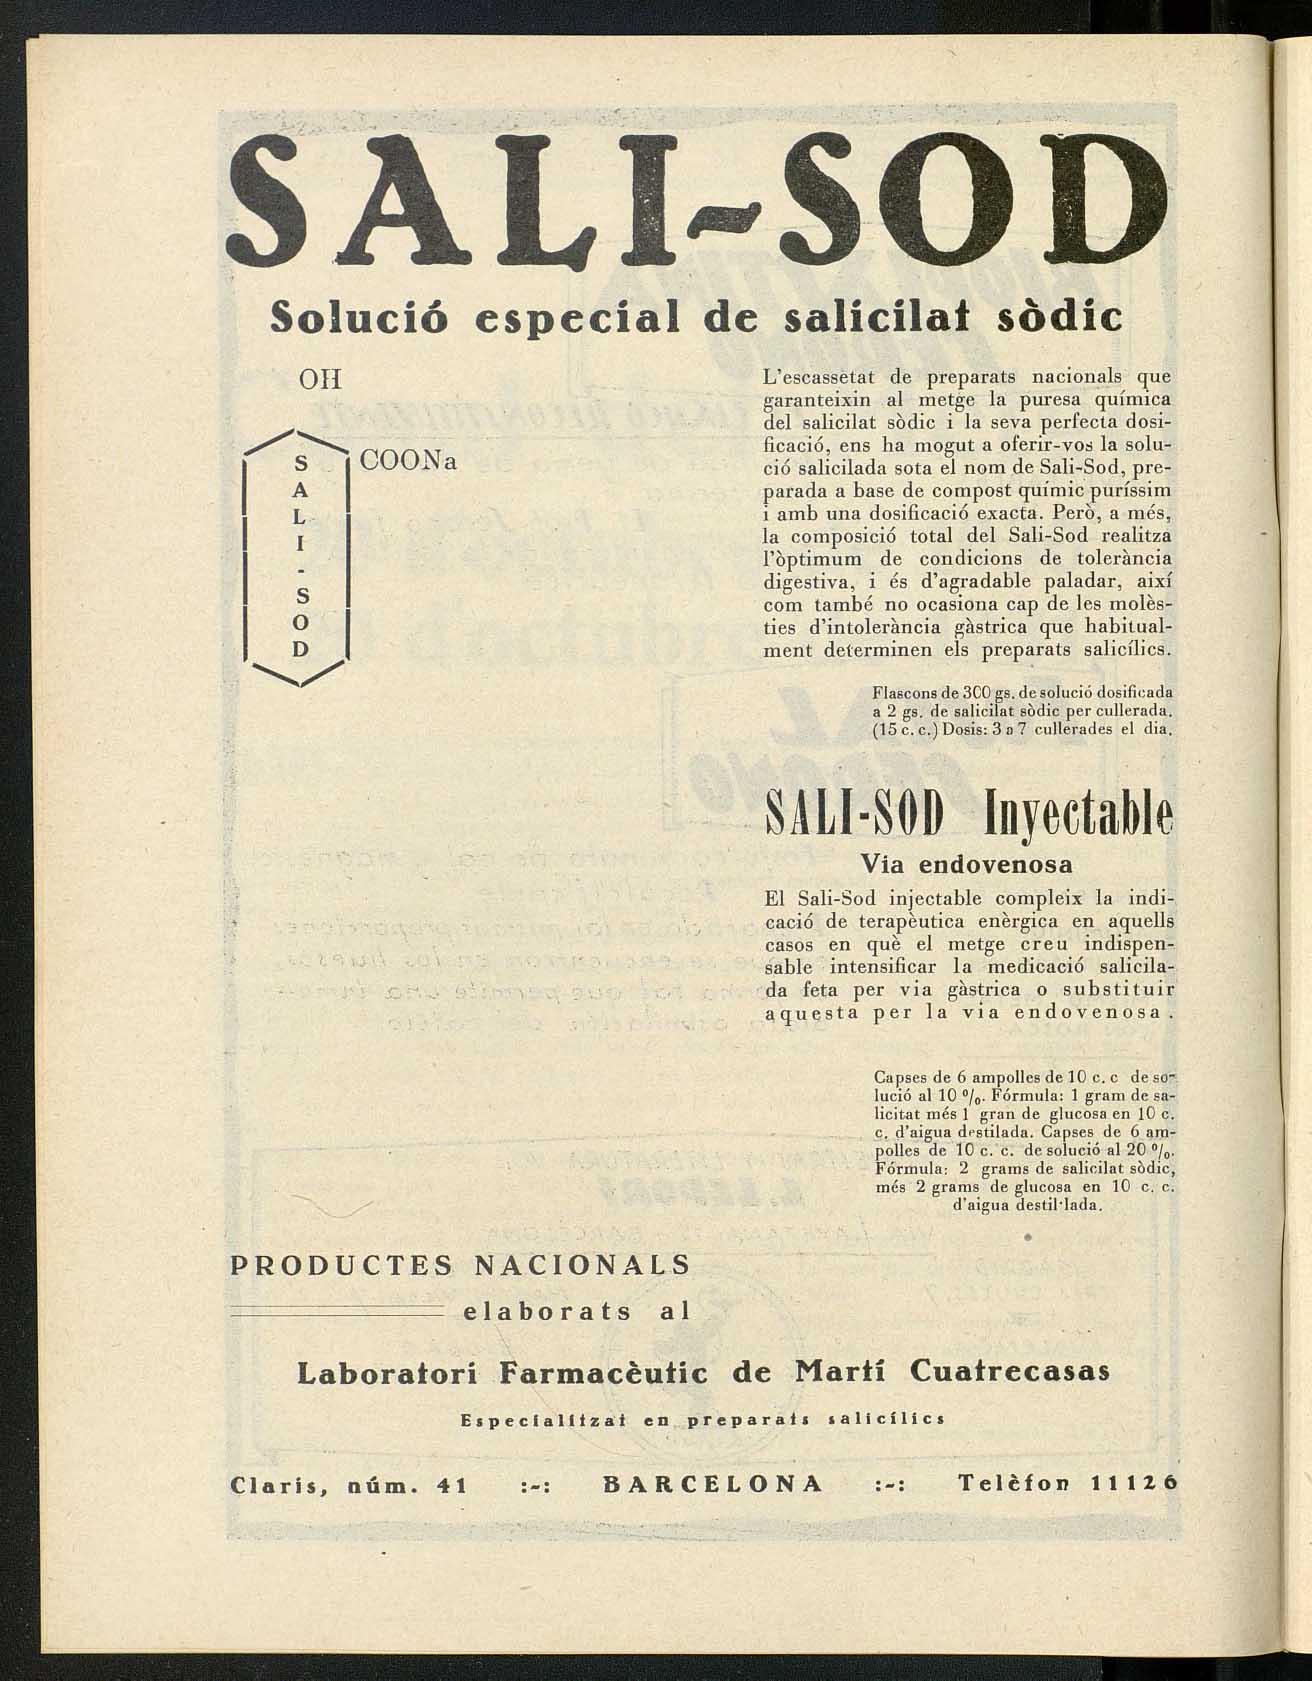 SALI-SOD
Solució especial de salicilat sòdic
OH
COONa
S
A
L
I
-
S
O
D
L'escassetat de preparats nacionals que
garanteixin al metge la puresa química
del salicilat sòdic i la seva perfecta dosi-
ficació, ens ha mogut a oferir-vos la solu-
ció salicilada sota el nom de Sali-Sod, pre-
parada a base de compost químic puríssim
i amb una dosificació exacta. Però, a més,
la composició total del Sali-Sod realitza
l'òptimum de condicions de tolerància
digestiva, i és d'agradable paladar, així
com també no ocasiona cap de les molès-
ties d'intolerància gàstrica que habitual-
ment determinen els preparats salicílics.
Flascons de 300 gs. de solució dosificada
a 2 gs. de salicilat sòdic per cullerada.
(15 c. c.) Dosis: 3 a 7 cullerades el dia.
SALI-SOD Inyectable
Via endovenosa
El Sali-Sod injectable compleix la indi-
cació de terapèutica enèrgica en aquells
casos en què el metge creu indispen-
sable intensificar la medicació salicila-
da feta per via gàstrica o substituir
aquesta per la via endovenosa.
Capses de 6 ampolles de 10 c. c de so-
lució al 10 %. Fórmula: 1 gram de sa-
licitat més 1 gran de glucosa en 10 c.
c. d'aigua destilada. Capses de 6 am-
polles de 10 c. c. de solució al 20 %.
Fórmula: 2 grams de salicilat sòdic,
més 2 grams de glucosa en 10 c. c.
d'aigua destil·lada.
PRODUCTES NACIONALS
elaborats al
Laboratori Farmacèutic de Martí Cuatrecasas
Especialitzat en preparats salicílics
Claris, núm. 41 :-: BARCELONA :-: Telèfon 11126